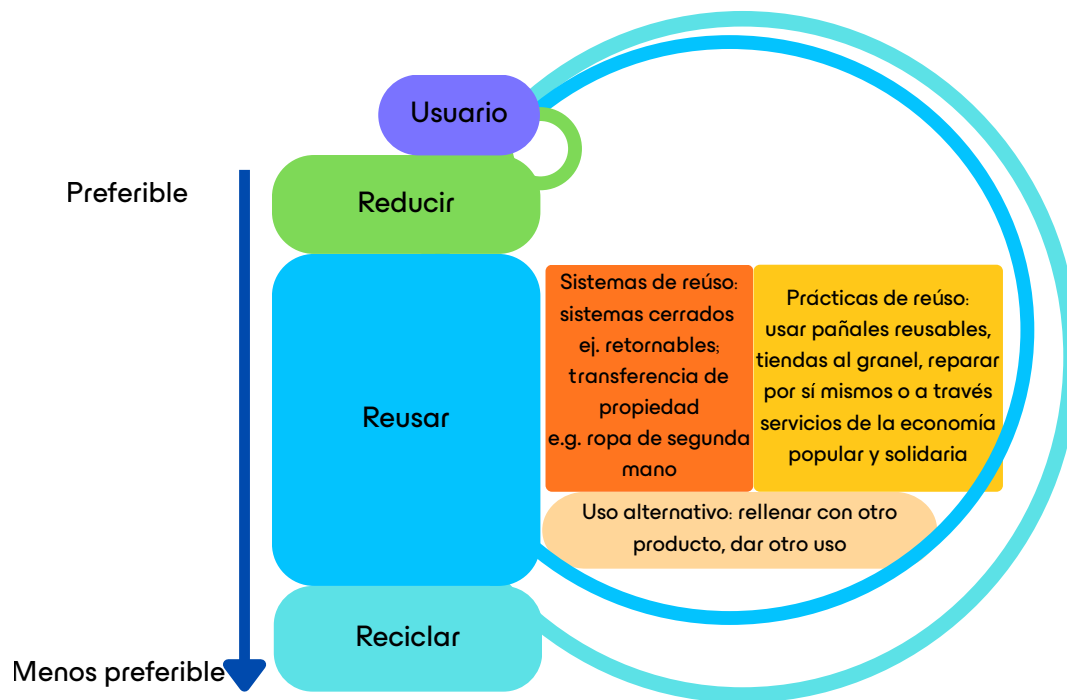 Usuario
Preferible
Reducir
Reusar
Sistemas de reúso:
sistemas cerrados
ej. retornables;
transferencia de
propiedad
e.g. ropa de segunda
mano
Prácticas de reúso:
usar pañales reusables,
tiendas al granel, reparar
por sí mismos o a través
servicios de la economía
popular y solidaria
Uso alternativo: rellenar con otro
producto, dar otro uso
Reciclar
Menos preferible